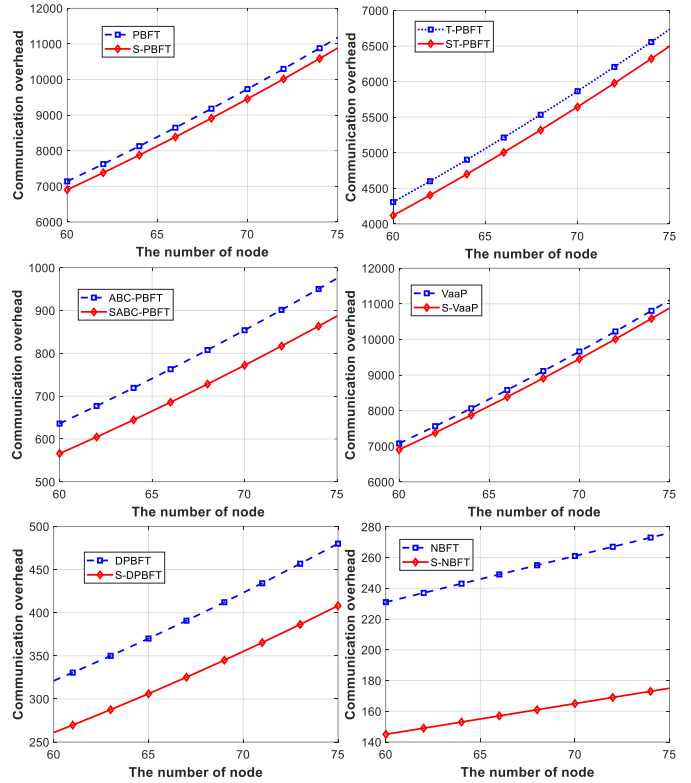 12000
11000
10000
9000
8000
7000
6000
Communication overhead
PBFT
S-PBFT
60
65
70
75
The number of node
7000
6500
6000
5500
5000
4500
4000
Communication overhead
T-PBFT
ST-PBFT
60
65
70
75
The number of node
1000
900
800
700
600
500
Communication overhead
ABC-PBFT
SABC-PBFT
60
65
70
75
The number of node
12000
11000
10000
9000
8000
7000
6000
Communication overhead
VaaP
S-VaaP
60
65
70
75
The number of node
500
450
400
350
300
250
Communication overhead
DPBFT
S-DPBFT
60
65
70
75
The number of node
280
260
240
220
200
180
160
140
Communication overhead
NBFT
S-NBFT
60
65
70
75
The number of node